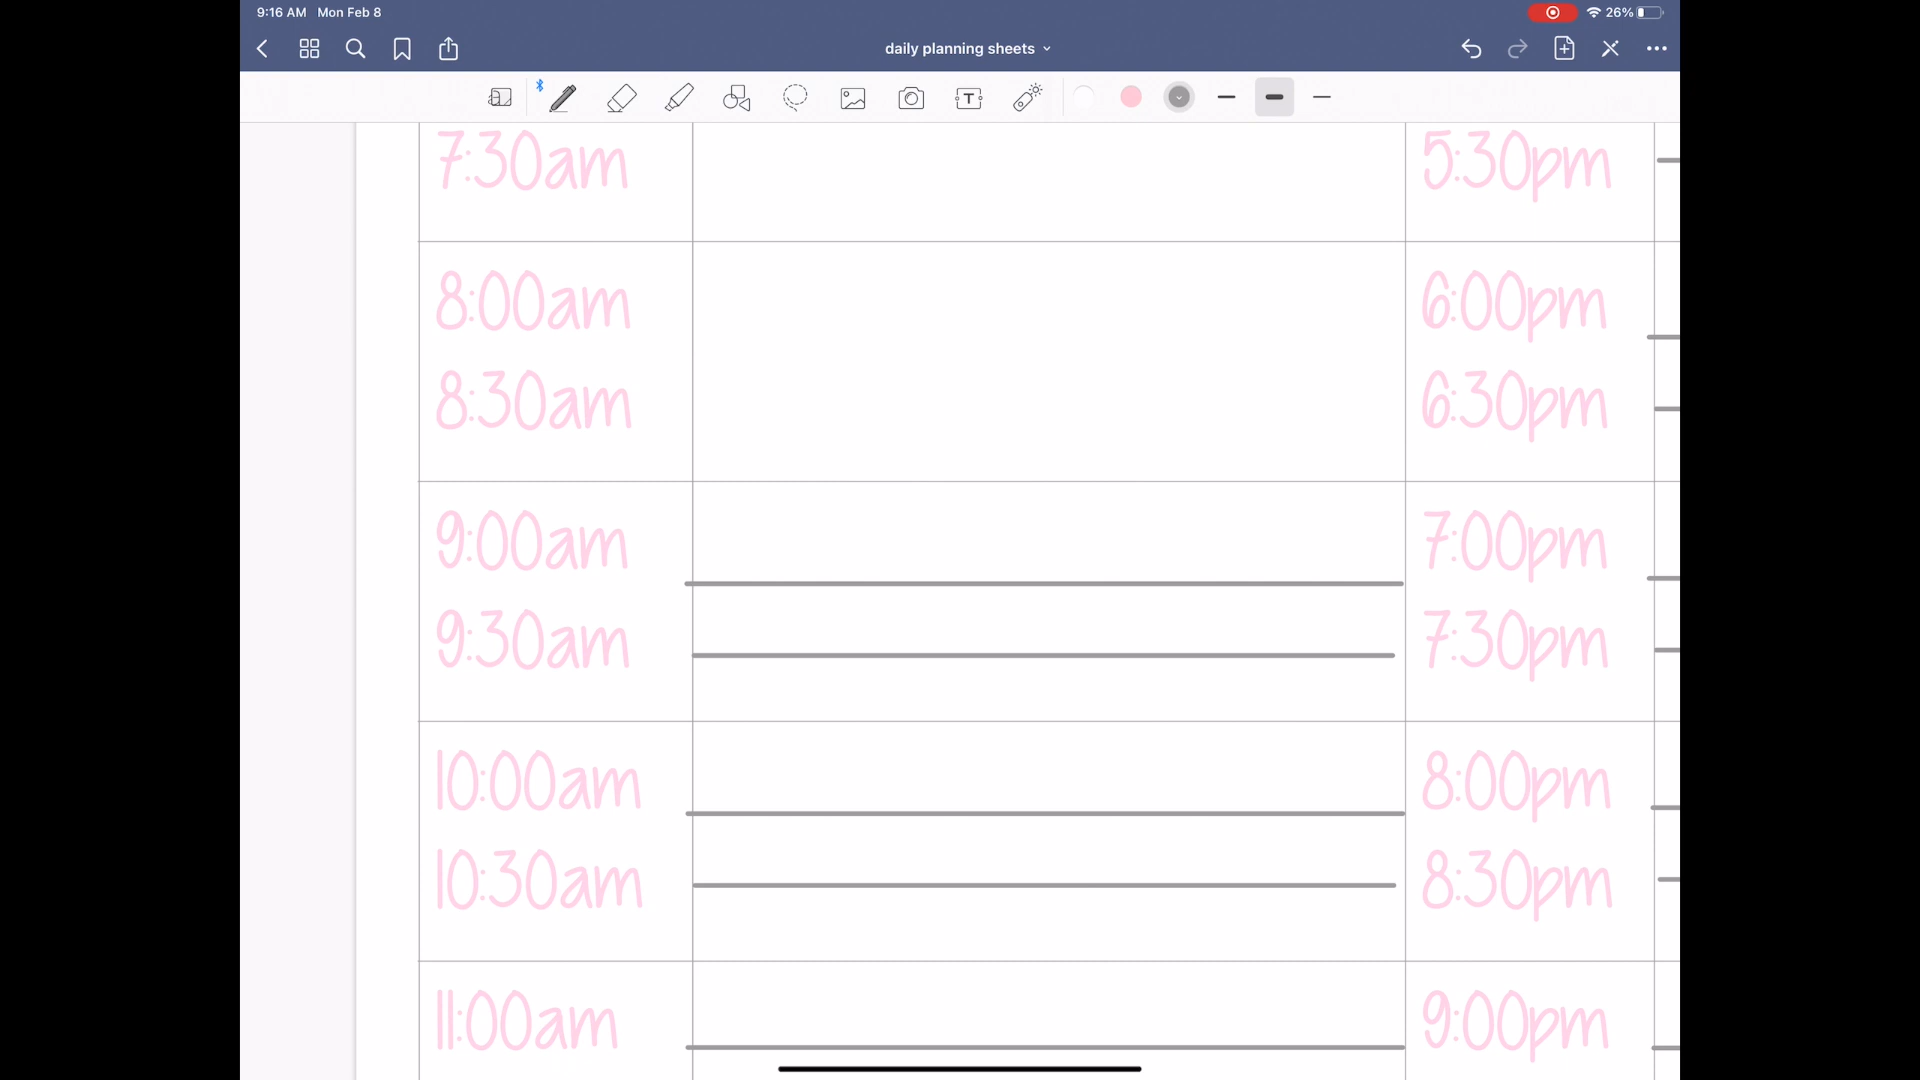 9:16 AM Mon Feb 8
26%
daily planning sheets
T
7:30am
5:30pm
8:00am
6:00pm
8:30am
6:30pm
9:00am
7:00pm
9:30am
7:30pm
10:00am
8:00pm
10:30am
8:30pm
11:00am
9:00pm